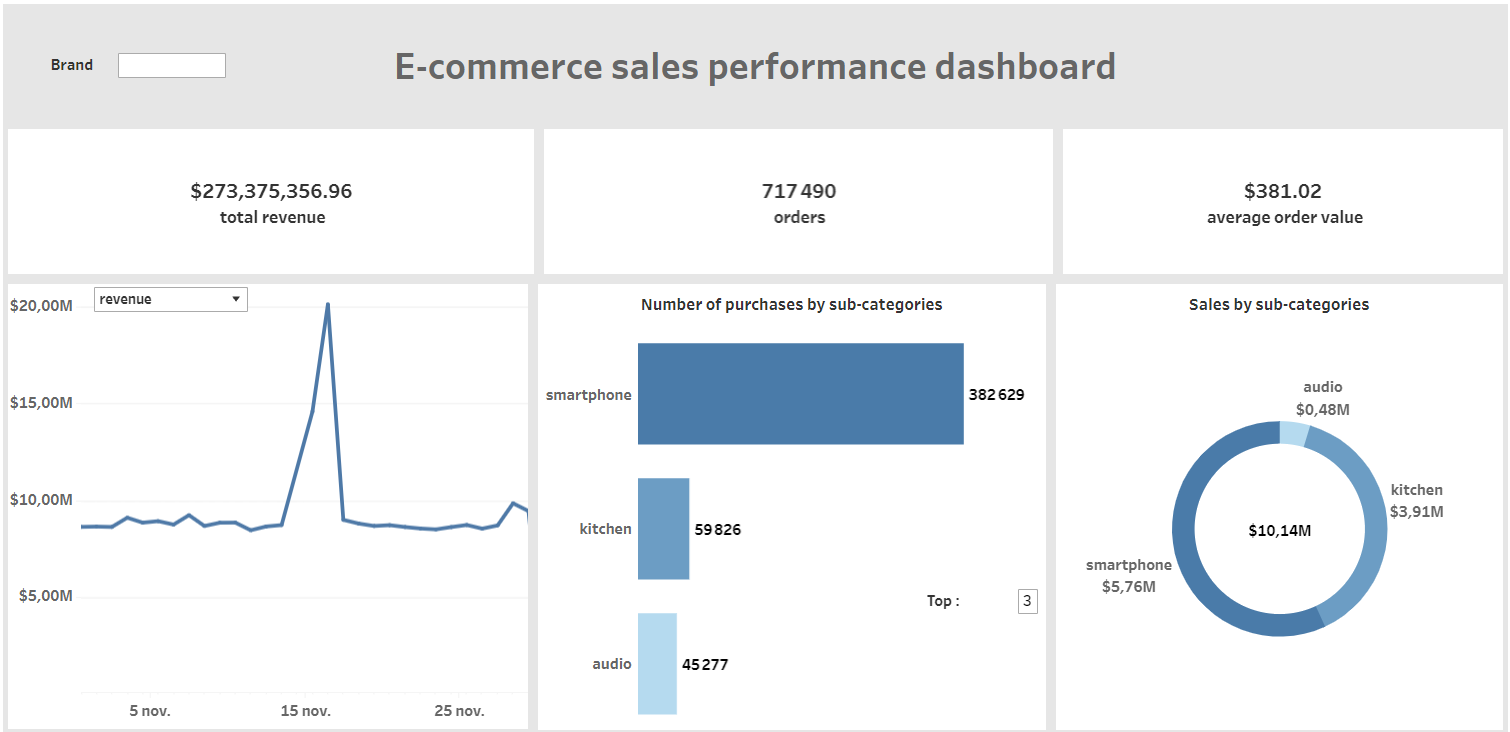 Brand
E-commerce sales performance dashboard
$273,375,356.96
total revenue
717 490
orders
$381.02
average order value
revenue
$20,00M
$15,00M
$10,00M
$5,00M
5 nov.
15 nov.
25 nov.
Number of purchases by sub-categories
smartphone
382 629
kitchen
59 826
Top :
3
audio
45 277
Sales by sub-categories
audio
$0,48M
kitchen
$3,91M
$10,14M
smartphone
$5,76M